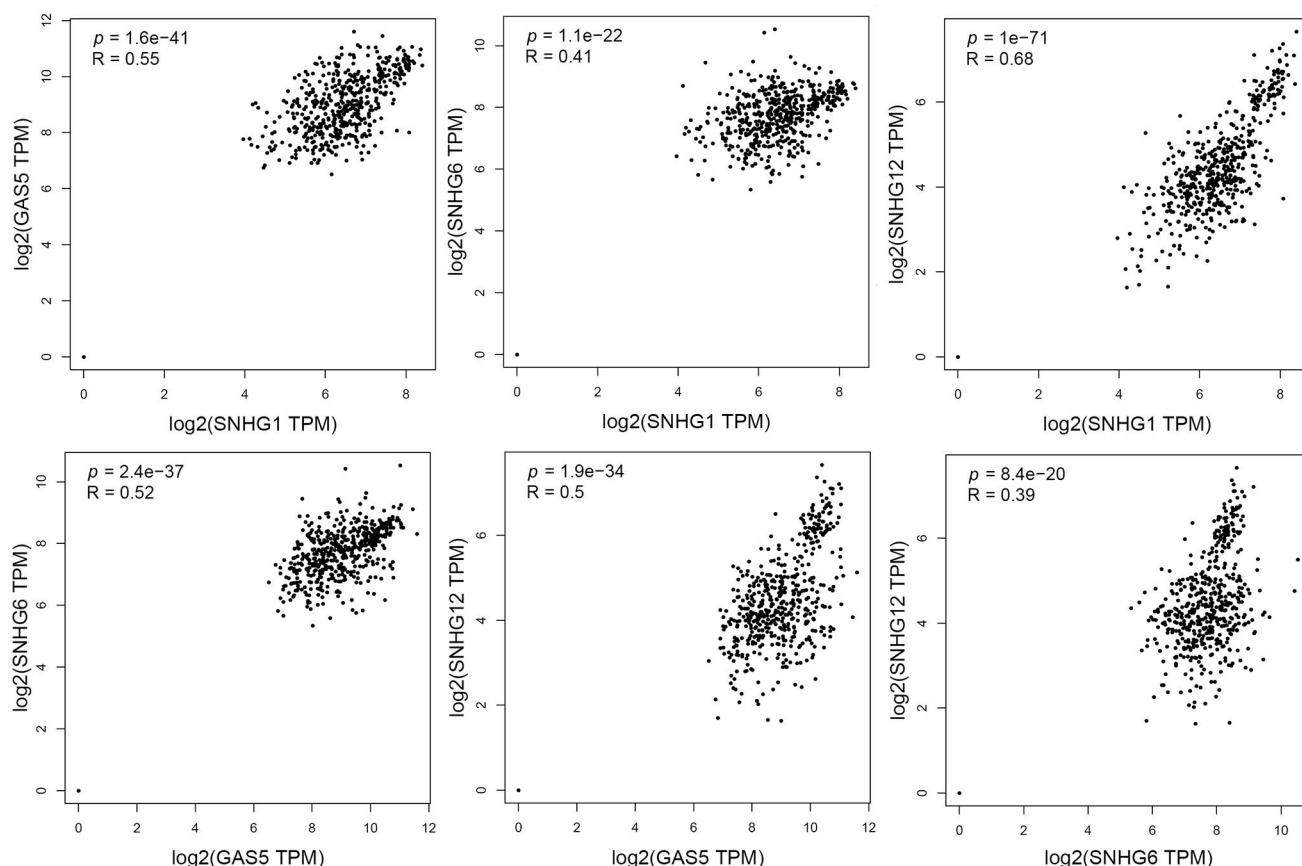 p = 1.6e−41
R = 0.55
12
10
8
6
4
2
0
log2(GAS5 TPM)
0 2 4 6 8
log2(SNHG1 TPM)
p = 1.1e−22
R = 0.41
10
8
6
4
2
0
log2(SNHG6 TPM)
0 2 4 6 8
log2(SNHG1 TPM)
p = 1e−71
R = 0.68
6
4
2
0
log2(SNHG12 TPM)
0 2 4 6 8
log2(SNHG1 TPM)
p = 2.4e−37
R = 0.52
10
8
6
4
2
0
log2(SNHG6 TPM)
0 2 4 6 8 10 12
log2(GAS5 TPM)
p = 1.9e−34
R = 0.5
6
4
2
0
log2(SNHG12 TPM)
0 2 4 6 8 10 12
log2(GAS5 TPM)
p = 8.4e−20
R = 0.39
6
4
2
0
log2(SNHG12 TPM)
0 2 4 6 8 10
log2(SNHG6 TPM)